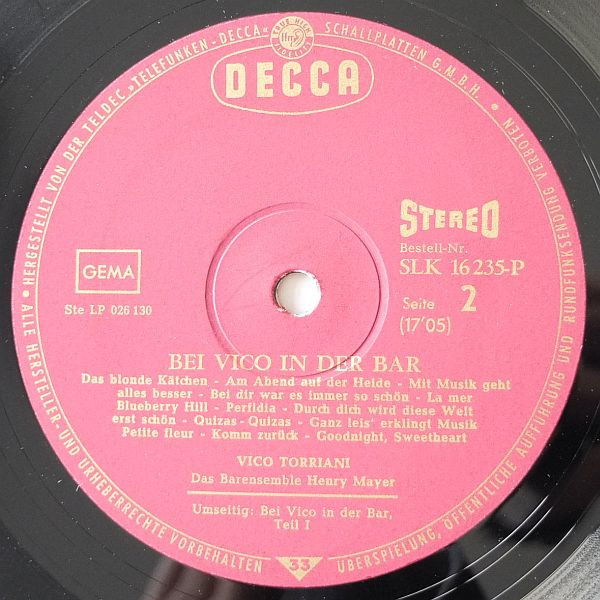 HERGESTELLT VON DER TELDEC »TELEFUNKEN-DECCA« SCHALLPLATTEN G.M.B.H.
DECCA
STEREO
Bestell-Nr.
SLK 16 235-P
GEMA
Seite 2
Ste LP 026 130
(17'05)
BEI VICO IN DER BAR
Das blonde Kätchen - Am Abend auf der Heide - Mit Musik geht
alles besser - Bei dir war es immer so schön - La mer
Blueberry Hill - Perfidia - Durch dich wird diese Welt
erst schön - Quizas - Quizas - Ganz leis' erklingt Musik
Petite fleur - Komm zurück - Goodnight, Sweetheart
VICO TORRIANI
Das Barensemble Henry Mayer
Umseitig: Bei Vico in der Bar,
Teil I
33
ALLE HERSTELLER- UND URHEBERRECHTE VORBEHALTEN
ÜBERSPIELUNG, ÖFFENTLICHE AUFFÜHRUNG UND RUNDFUNKSENDUNG VERBOTEN